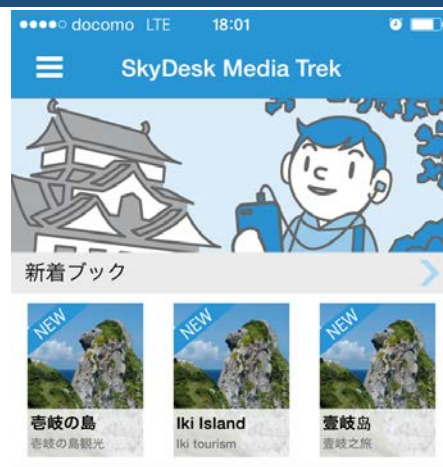 docomo LTE 18:01
SkyDesk Media Trek
新着ブック
NEW NEW NEW
壱岐の島 Iki Island 壹岐岛
壱岐の島観光 Iki tourism 壹岐之旅